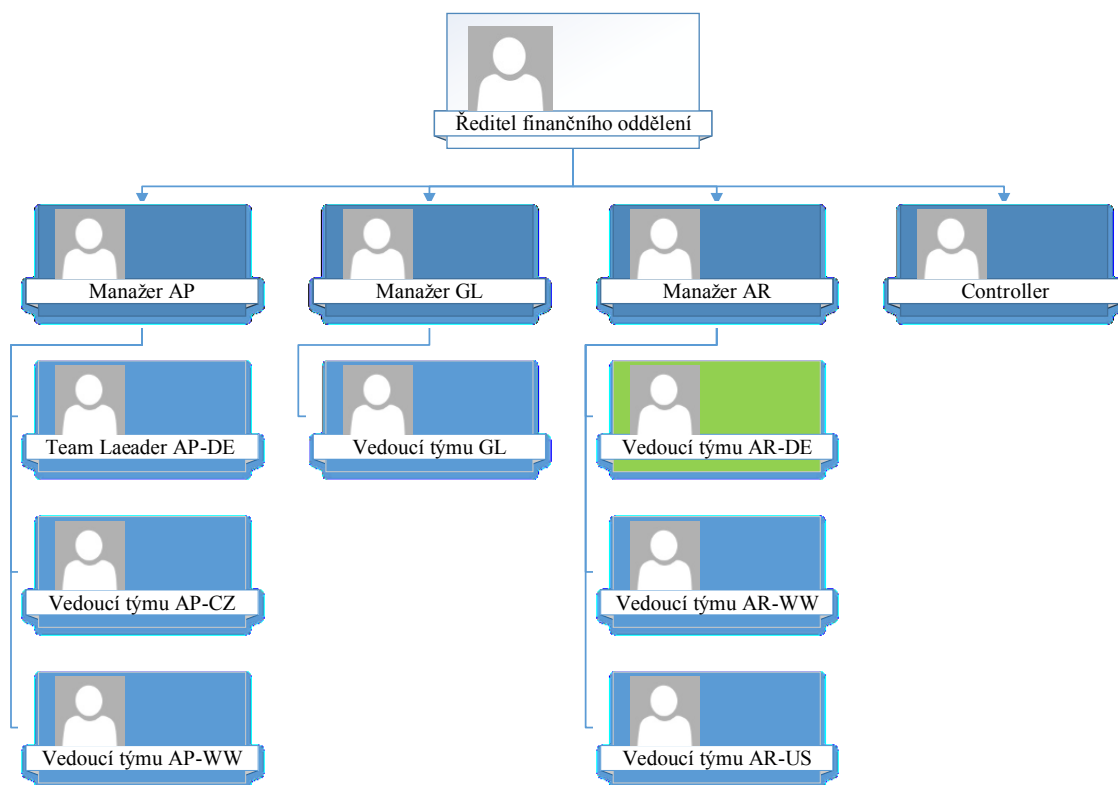 Ředitel finančního oddělení
Manažer AP
Manažer GL
Manažer AR
Controller
Team Laeader AP-DE
Vedoucí týmu GL
Vedoucí týmu AR-DE
Vedoucí týmu AP-CZ
Vedoucí týmu AR-WW
Vedoucí týmu AP-WW
Vedoucí týmu AR-US